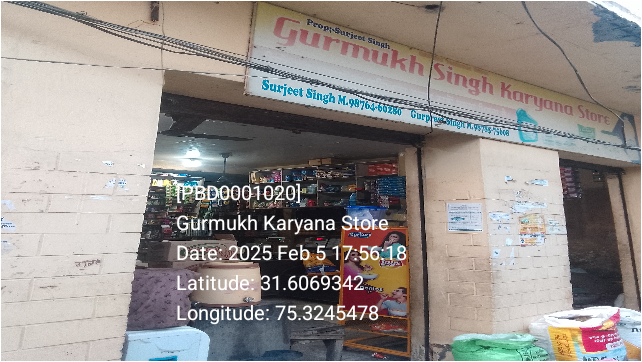 Prop:Surjeet Singh
Gurmukh Singh Karyana Store
Surjeet Singh M.98764-66280
[PBD0001020]
Gurmukh Karyana Store
Date: 2025 Feb 5 17:56:18
Latitude: 31.6069342
Longitude: 75.3245478